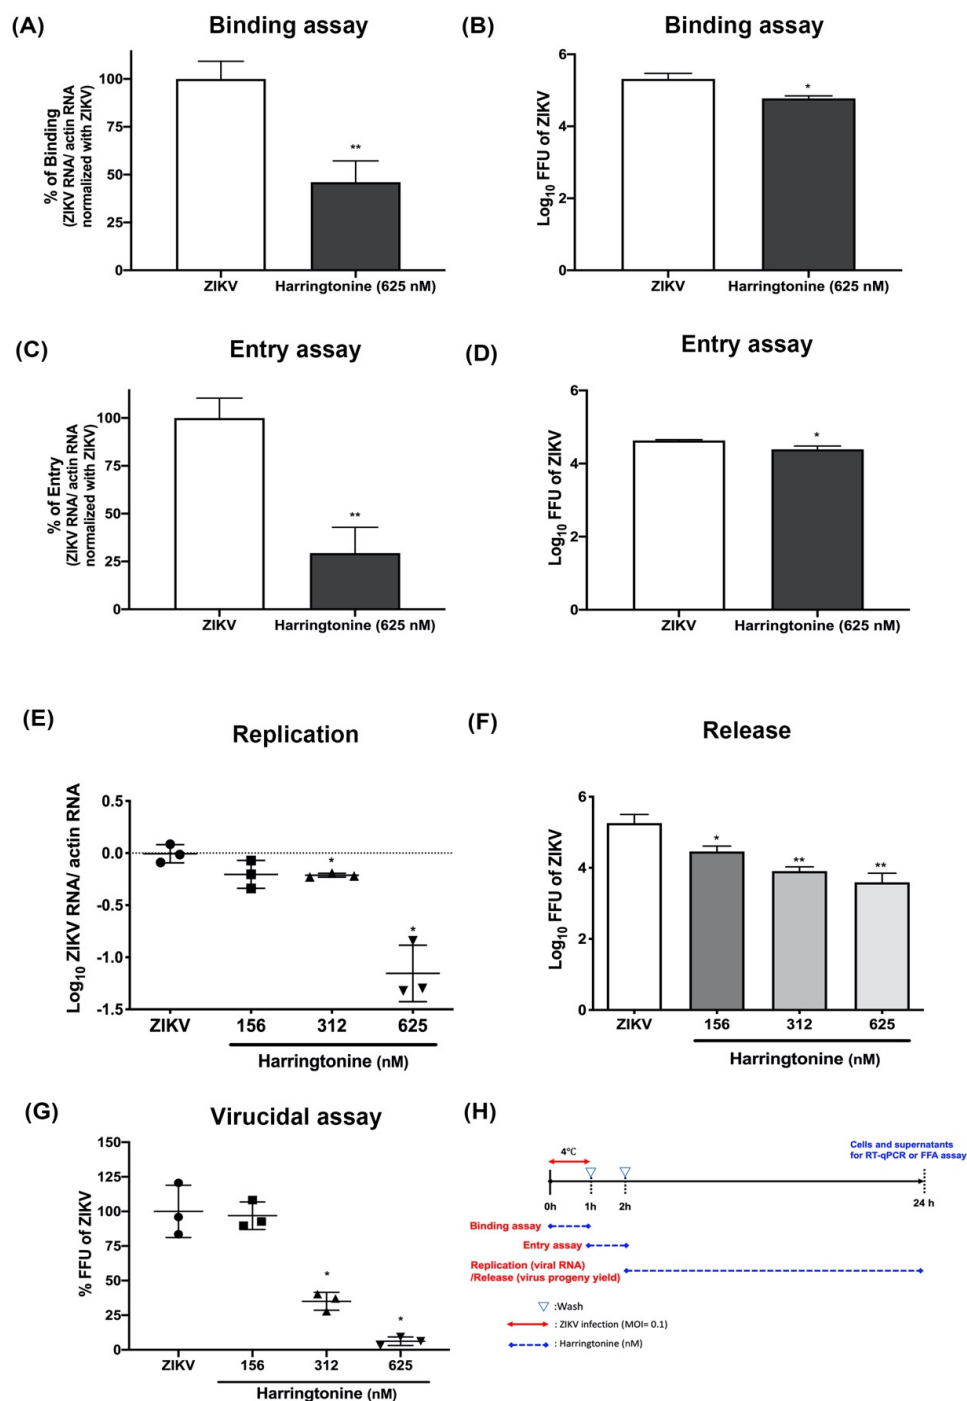 (A)
Binding assay
% of Binding
(ZIKV RNA/ actin RNA
normalized with ZIKV)
100
75
50
25
0
**
ZIKV
Harringtonine (625 nM)
(B)
Binding assay
Log10 FFU of ZIKV
6
4
2
0
*
ZIKV
Harringtonine (625 nM)
(C)
Entry assay
% of Entry
(ZIKV RNA/ actin RNA
normalized with ZIKV)
100
75
50
25
0
**
ZIKV
Harringtonine (625 nM)
(D)
Entry assay
Log10 FFU of ZIKV
6
4
2
0
*
ZIKV
Harringtonine (625 nM)
(E)
Replication
Log10 ZIKV RNA/ actin RNA
0.5
0.0
-0.5
-1.0
-1.5
*
*
ZIKV
156
312
625
Harringtonine (nM)
(F)
Release
Log10 FFU of ZIKV
6
4
2
0
*
**
**
ZIKV
156
312
625
Harringtonine (nM)
(G)
Virucidal assay
% FFU of ZIKV
150
125
100
75
50
25
0
*
*
ZIKV
156
312
625
Harringtonine (nM)
(H)
Cells and supernatants
for RT-qPCR or FFA assay
4°C
0h
1h
2h
24 h
Binding assay
Entry assay
Replication (viral RNA)
/Release (virus progeny yield)
:Wash
: ZIKV infection (MOI= 0.1)
: Harringtonine (nM)